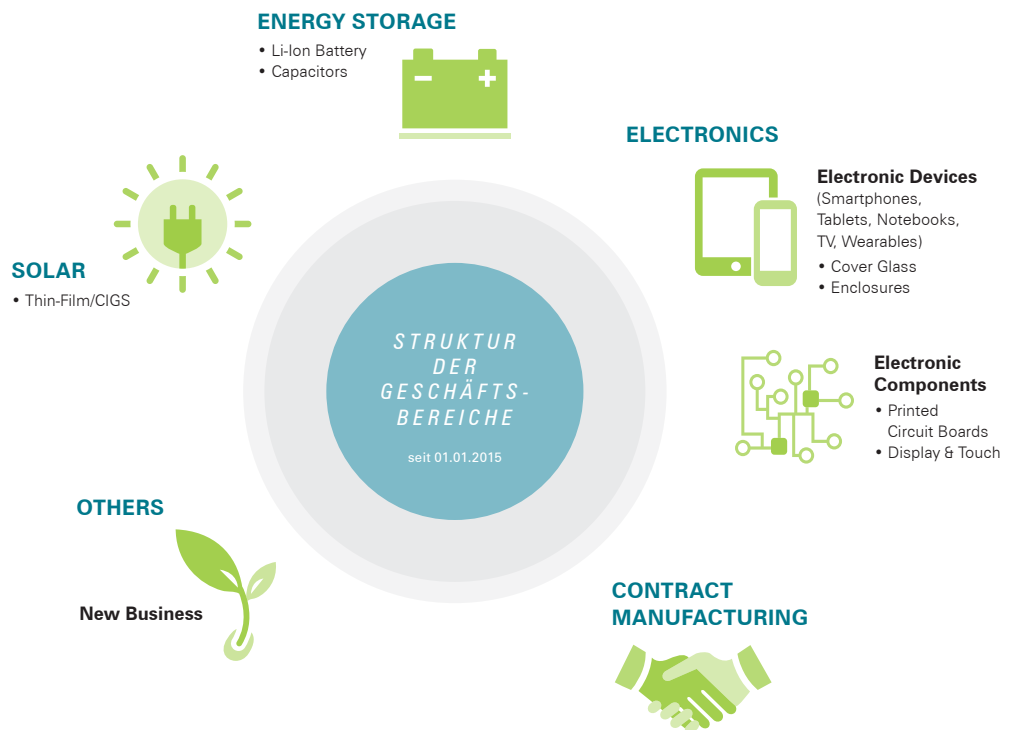 ENERGY STORAGE
• Li-Ion Battery
• Capacitors
ELECTRONICS
Electronic Devices
(Smartphones,
Tablets, Notebooks,
TV, Wearables)
• Cover Glass
• Enclosures
Electronic
Components
• Printed
Circuit Boards
• Display & Touch
CONTRACT
MANUFACTURING
OTHERS
New Business
SOLAR
• Thin-Film/CIGS
STRUKTUR
DER
GESCHÄFTS-
BEREICHE
seit 01.01.2015